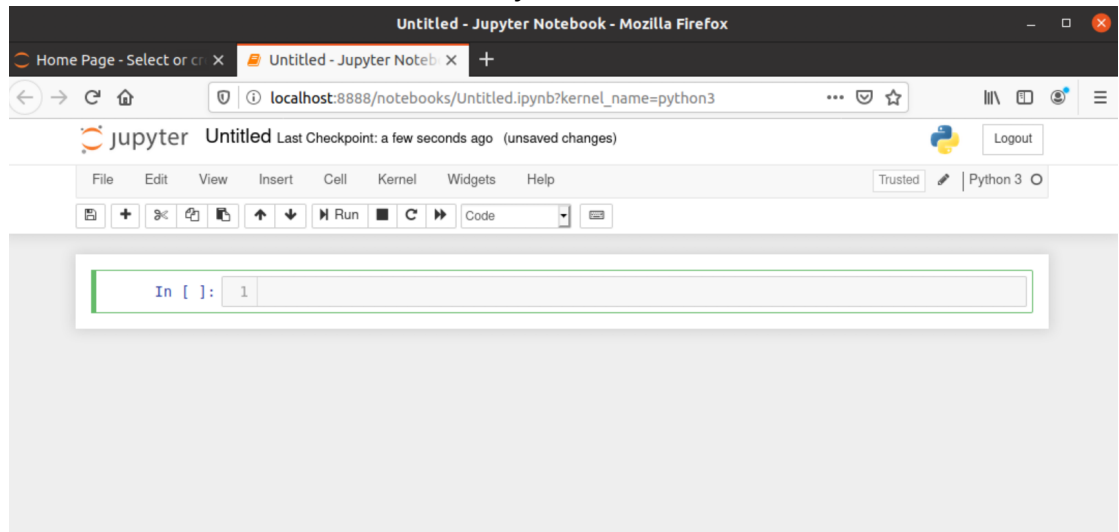 Untitled - Jupyter Notebook - Mozilla Firefox
Home Page - Select or cr
Untitled - Jupyter Notebo
localhost:8888/notebooks/Untitled.ipynb?kernel_name=python3
jupyter Untitled Last Checkpoint: a few seconds ago (unsaved changes)
Logout
File Edit View Insert Cell Kernel Widgets Help Trusted Python 3
Run Code
In [ ]: 1